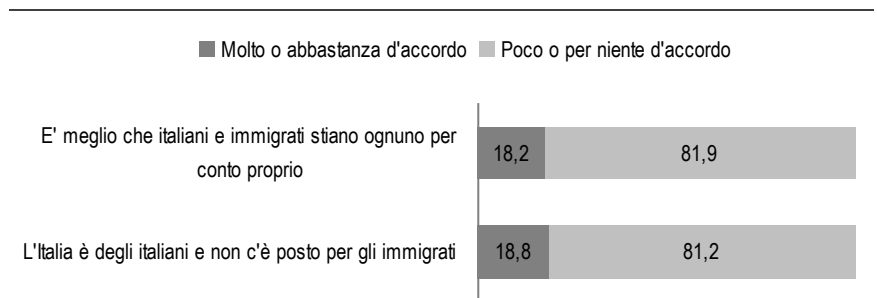 Molto o abbastanza d'accordo Poco o per niente d'accordo
E' meglio che italiani e immigrati stiano ognuno per
conto proprio
18,2 81,9
L'Italia è degli italiani e non c'è posto per gli immigrati
18,8 81,2